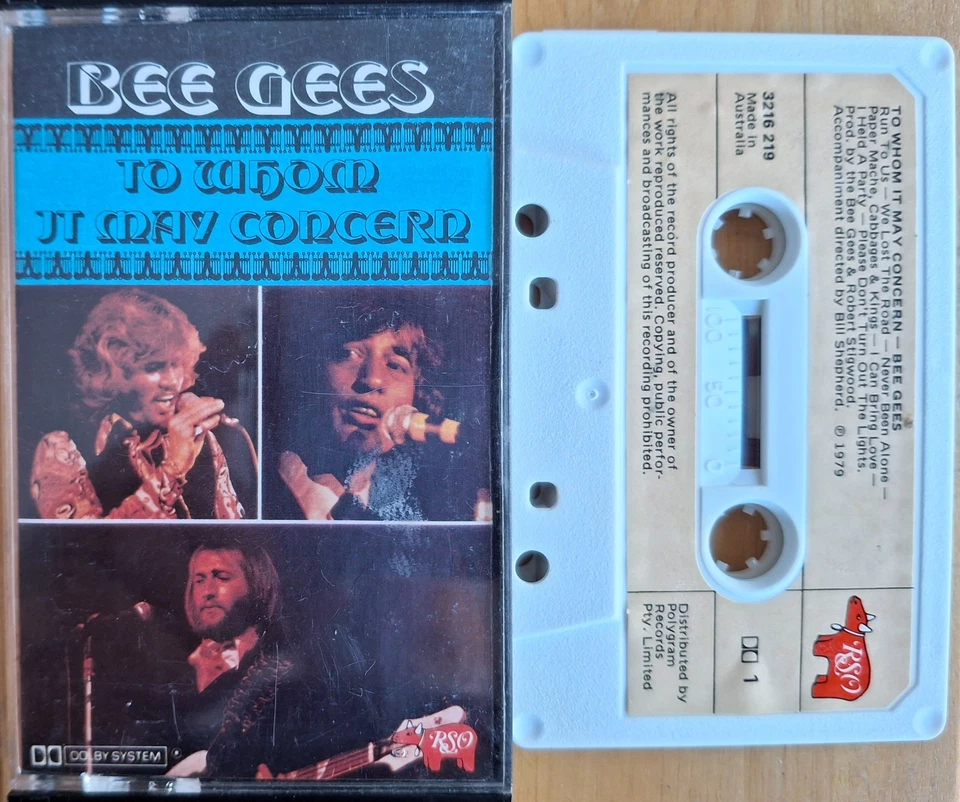 BEE GEES
TO WHOM
IT MAY CONCERN
DOLBY SYSTEM
RSO
TO WHOM IT MAY CONCERN — BEE GEES
Run To Us — We Lost The Road — Never Been Alone —
Paper Mache, Cabbages & Kings — I Can Bring Love —
I Held A Party — Please Don't Turn Out The Lights.
Prod. by the Bee Gees & Robert Stigwood.
Accompaniment directed by Bill Shepherd. ℗ 1979
3216 219
Made in
Australia
All rights of the record producer and of the owner of
the work reproduced reserved. Copying, public perfor-
mances and broadcasting of this recording prohibited.
100 50 0
RSO
1
Distributed by
Polygram
Records
Pty. Limited